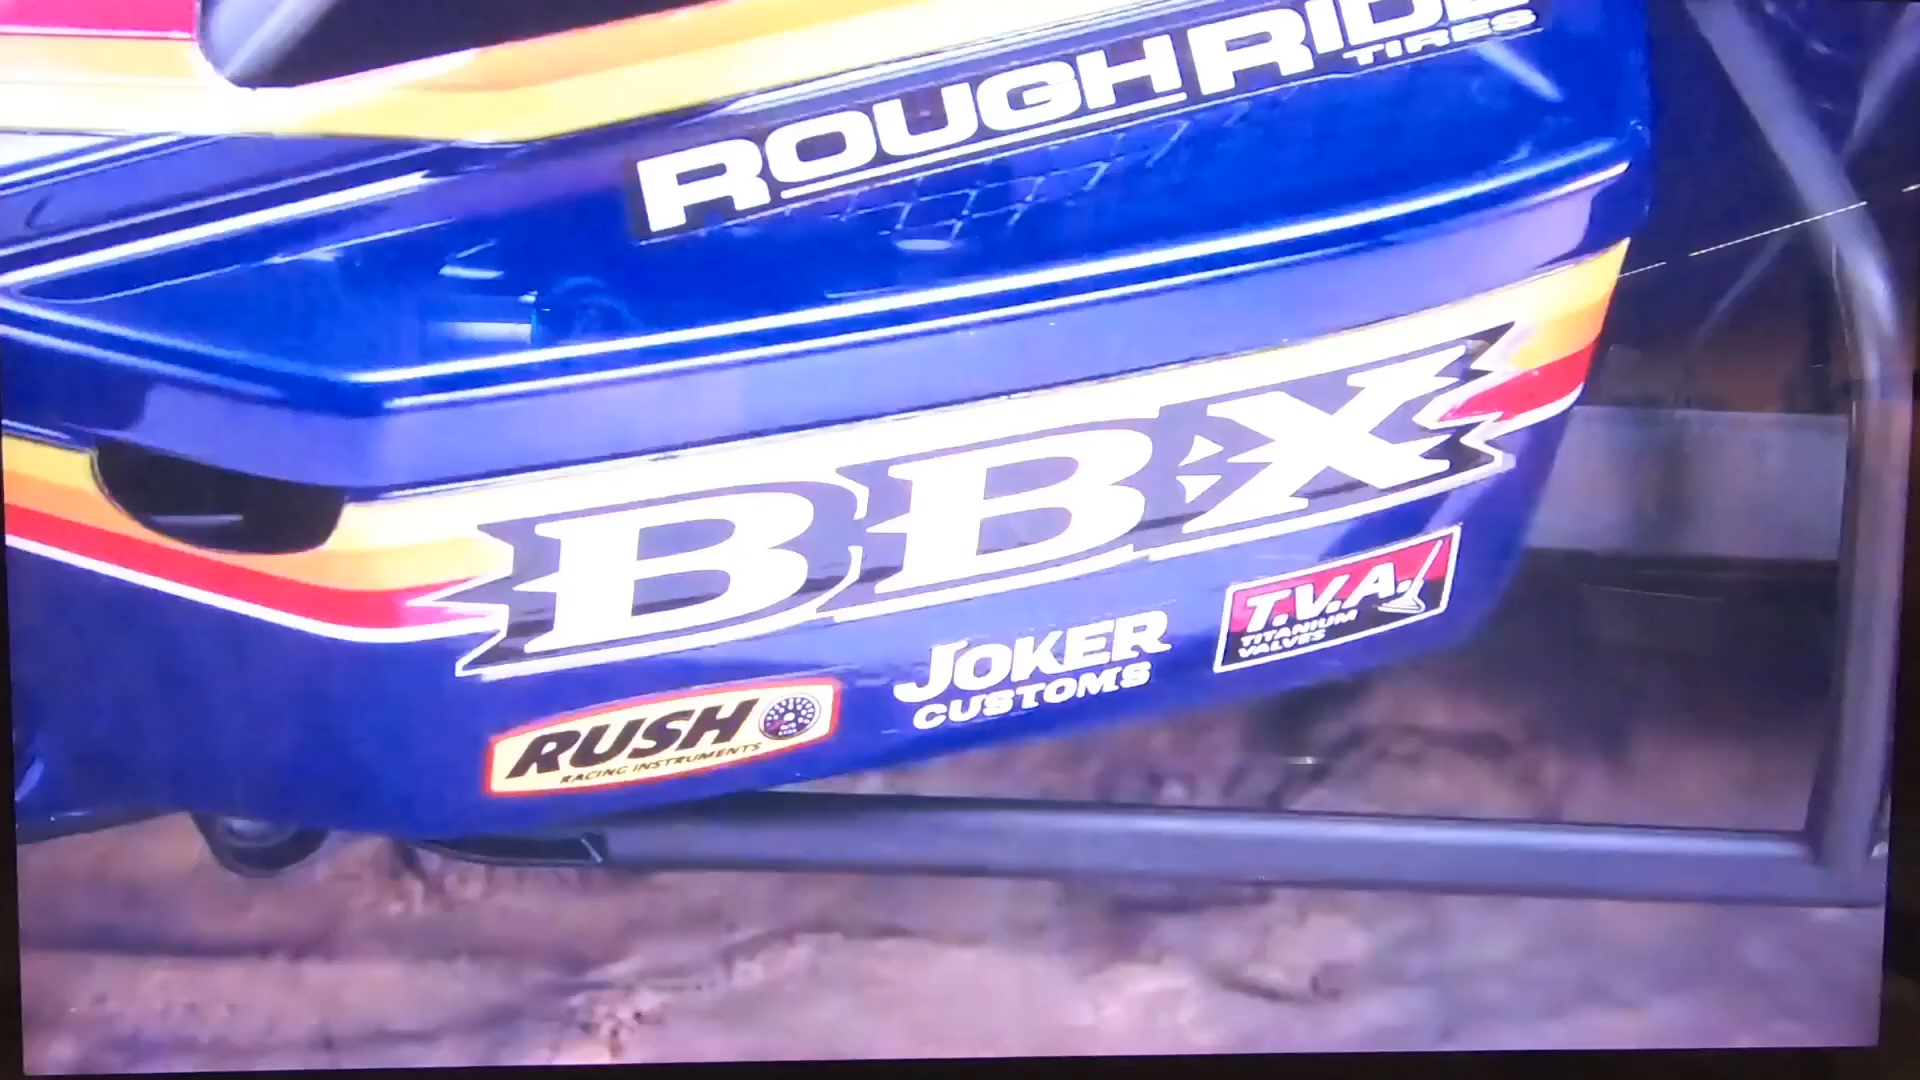 ROUGH RIDE
TIRES
BBX
T.V.A.
TITANIUM
VALVES
JOKER
CUSTOMS
RUSH
RACING INSTRUMENTS